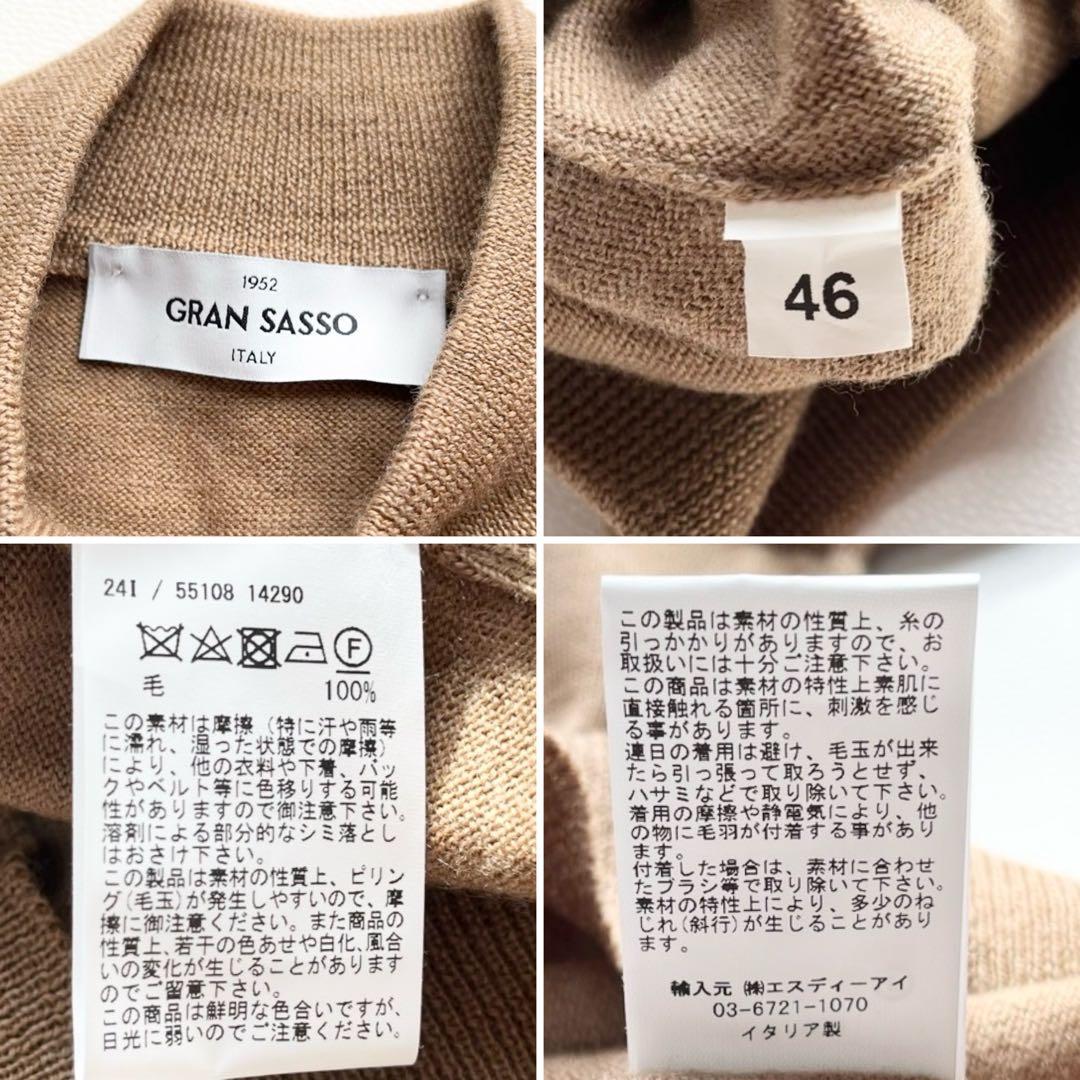 1952
GRAN SASSO
ITALY
46
24I / 55108 14290
F
毛 100%
この素材は摩擦（特に汗や雨等
に濡れ、湿った状態での摩擦）
により、他の衣料や下着、バッ
クやベルト等に色移りする可能
性がありますので御注意下さい。
溶剤による部分的なシミ落とし
はおさけ下さい。
この製品は素材の性質上、ピリン
グ(毛玉)が発生しやすいので、摩
擦に御注意ください。また商品の
性質上、若干の色あせや白化、風合
いの変化が生じることがあります
のでご留意下さい。
この商品は鮮明な色合いですが、
日光に弱いのでご注意ください。
この製品は素材の性質上、糸の
引っかかりがありますので、お
取扱いには十分ご注意下さい。
この商品は素材の特性上素肌に
直接触れる箇所に、刺激を感じ
る事があります。
連日の着用は避け、毛玉が出来
たら引っ張って取ろうとせず、
ハサミなどで取り除いて下さい。
着用の摩擦や静電気により、他
の物に毛羽が付着する事があり
ます。
付着した場合は、素材に合わせ
たブラシ等で取り除いて下さい。
素材の特性上により、多少のね
じれ(斜行)が生じることがあり
ます。
輸入元 ㈱エスディーアイ
03-6721-1070
イタリア製